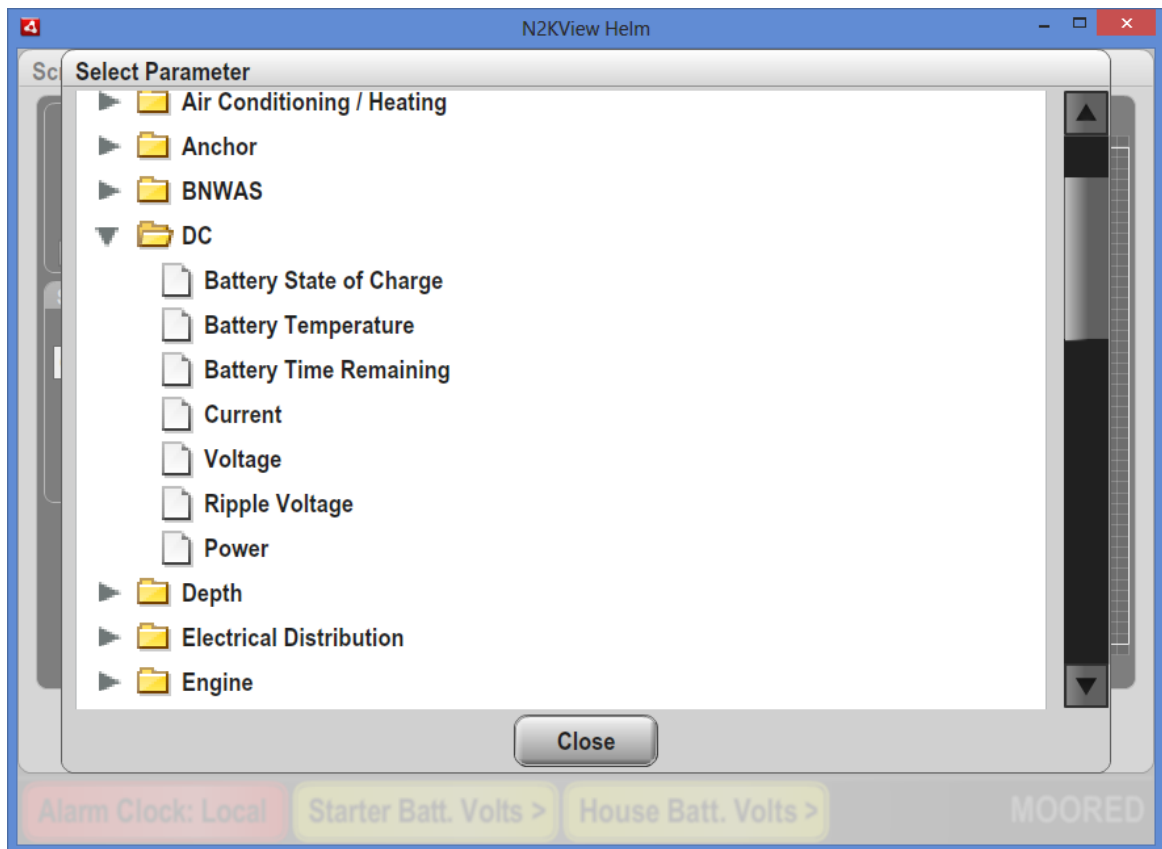 N2KView Helm
Select Parameter
Air Conditioning / Heating
Anchor
BNWAS
DC
Battery State of Charge
Battery Temperature
Battery Time Remaining
Current
Voltage
Ripple Voltage
Power
Depth
Electrical Distribution
Engine
Close
Alarm Clock: Local
Starter Batt. Volts >
House Batt. Volts >
MOORED